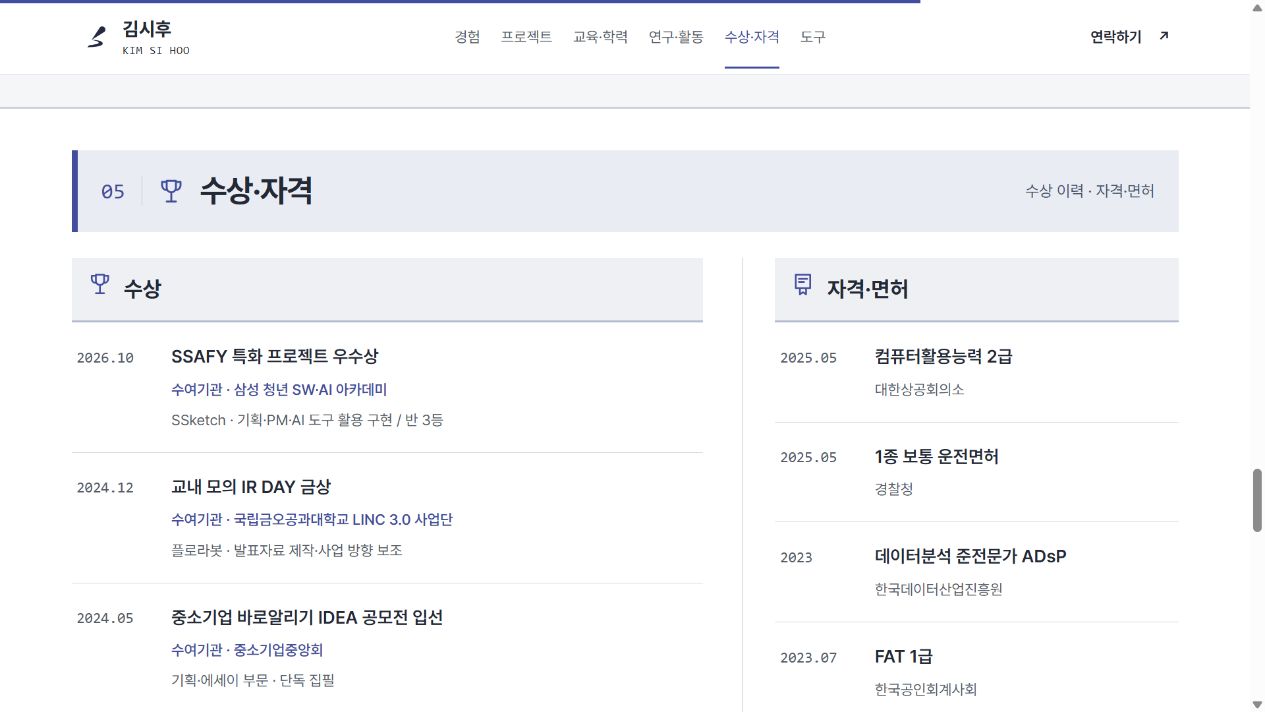 김시후
KIM SI HOO
경험
프로젝트
교육·학력
연구·활동
수상·자격
도구
연락하기
05
수상·자격
수상 이력 · 자격·면허
수상
2026.10
SSAFY 특화 프로젝트 우수상
수여기관 · 삼성 청년 SW·AI 아카데미
SSketch · 기획·PM·AI 도구 활용 구현 / 반 3등
2024.12
교내 모의 IR DAY 금상
수여기관 · 국립금오공과대학교 LINC 3.0 사업단
플로라봇 · 발표자료 제작·사업 방향 보조
2024.05
중소기업 바로알리기 IDEA 공모전 입선
수여기관 · 중소기업중앙회
기획·에세이 부문 · 단독 집필
자격·면허
2025.05
컴퓨터활용능력 2급
대한상공회의소
2025.05
1종 보통 운전면허
경찰청
2023
데이터분석 준전문가 ADsP
한국데이터산업진흥원
2023.07
FAT 1급
한국공인회계사회